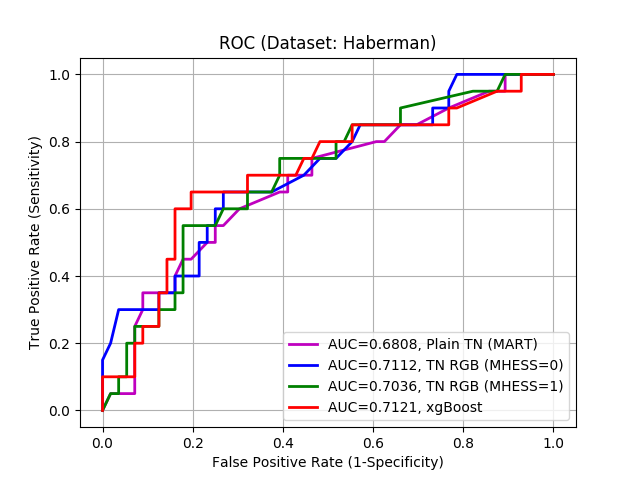 ROC (Dataset: Haberman)
True Positive Rate (Sensitivity)
1.0
0.8
0.6
0.4
0.2
0.0
AUC=0.6808, Plain TN (MART)
AUC=0.7112, TN RGB (MHESS=0)
AUC=0.7036, TN RGB (MHESS=1)
AUC=0.7121, xgBoost
0.0 0.2 0.4 0.6 0.8 1.0
False Positive Rate (1-Specificity)